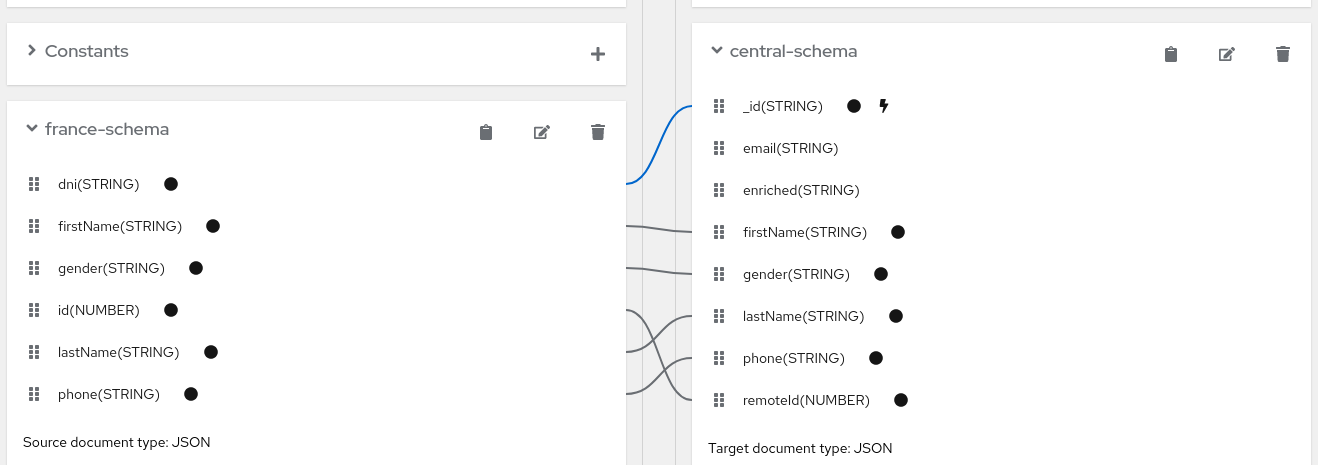 Constants
france-schema
dni(STRING)
firstName(STRING)
gender(STRING)
id(NUMBER)
lastName(STRING)
phone(STRING)
Source document type: JSON
central-schema
_id(STRING)
email(STRING)
enriched(STRING)
firstName(STRING)
gender(STRING)
lastName(STRING)
phone(STRING)
remoteId(NUMBER)
Target document type: JSON